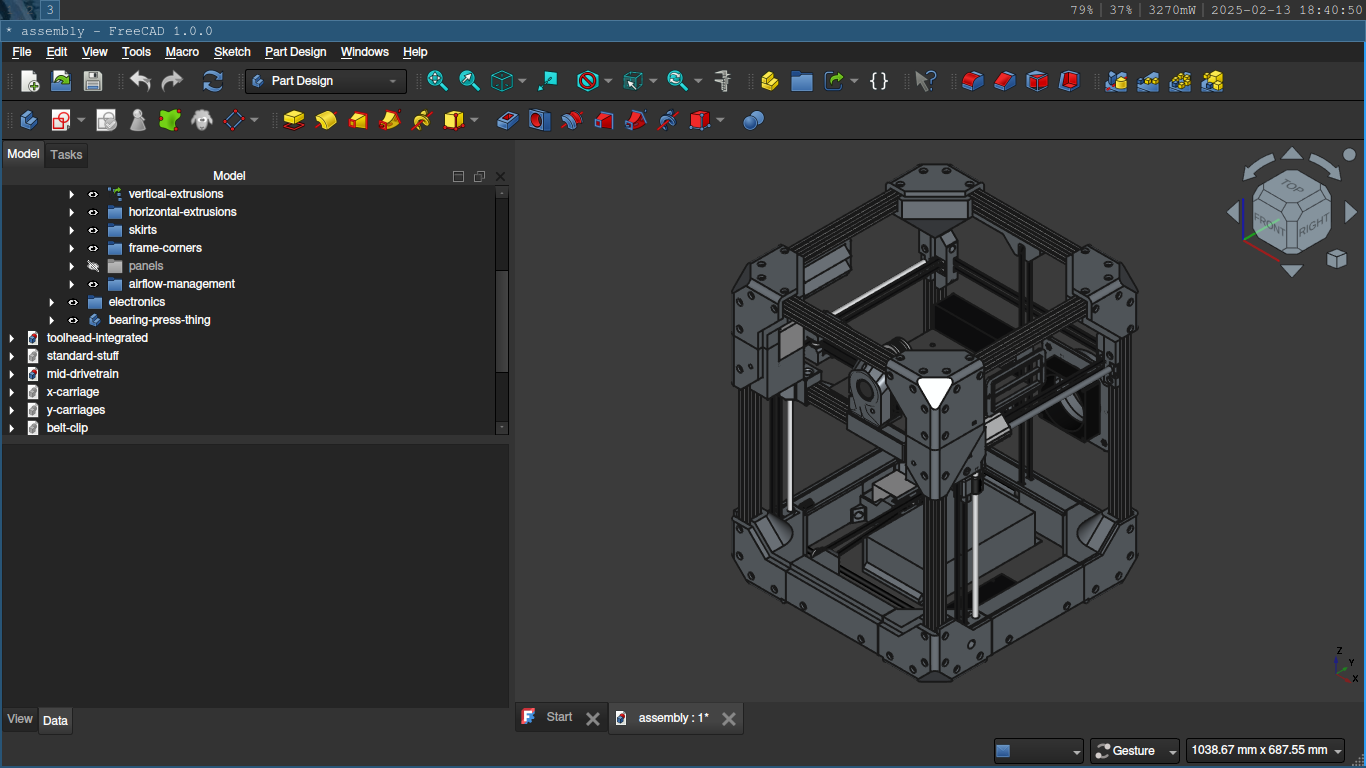 3
79% | 37% | 3270mW | 2025-02-13 18:40:50
* assembly - FreeCAD 1.0.0
File Edit View Tools Macro Sketch Part Design Windows Help
Part Design
Model Tasks
Model
vertical-extrusions
horizontal-extrusions
skirts
frame-corners
panels
airflow-management
electronics
bearing-press-thing
toolhead-integrated
standard-stuff
mid-drivetrain
x-carriage
y-carriages
belt-clip
TOP
FRONT RIGHT
Z
Y
X
View Data
Start assembly : 1*
Gesture 1038.67 mm x 687.55 mm